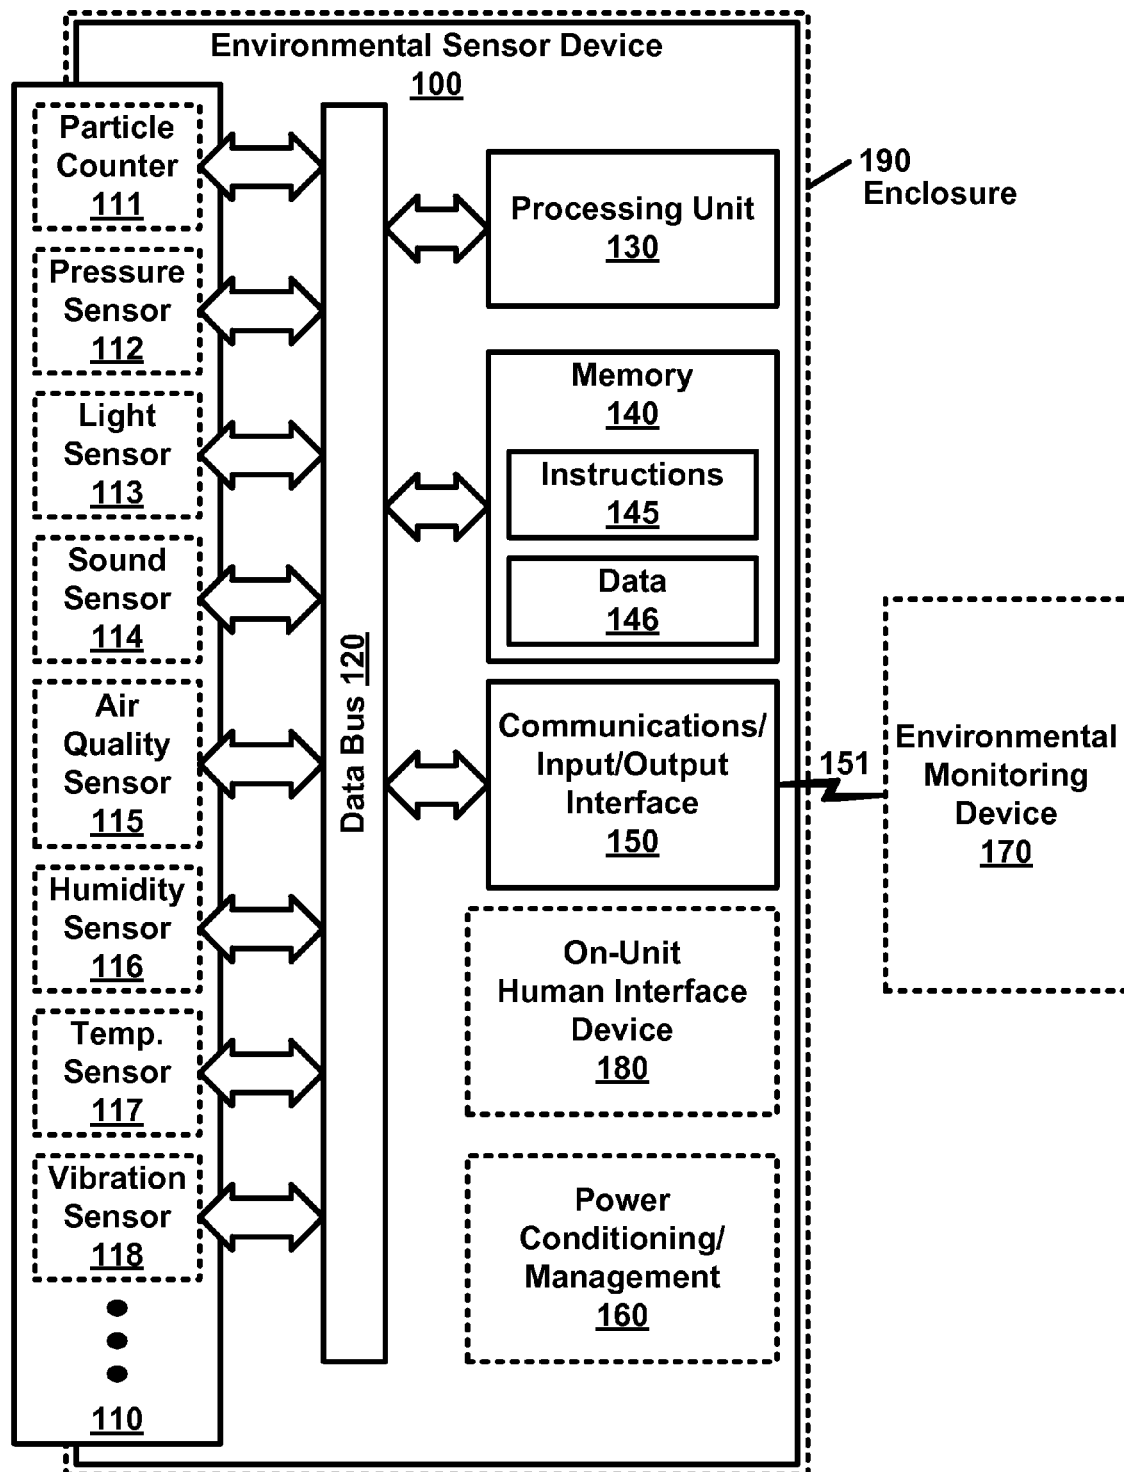 Environmental Sensor Device
100
Particle
Counter
111
Pressure
Sensor
112
Light
Sensor
113
Sound
Sensor
114
Air
Quality
Sensor
115
Humidity
Sensor
116
Temp.
Sensor
117
Vibration
Sensor
118
110
Data Bus 120
Processing Unit
130
Memory
140
Instructions
145
Data
146
Communications/
Input/Output
Interface
150
On-Unit
Human Interface
Device
180
Power
Conditioning/
Management
160
190
Enclosure
151
Environmental
Monitoring
Device
170